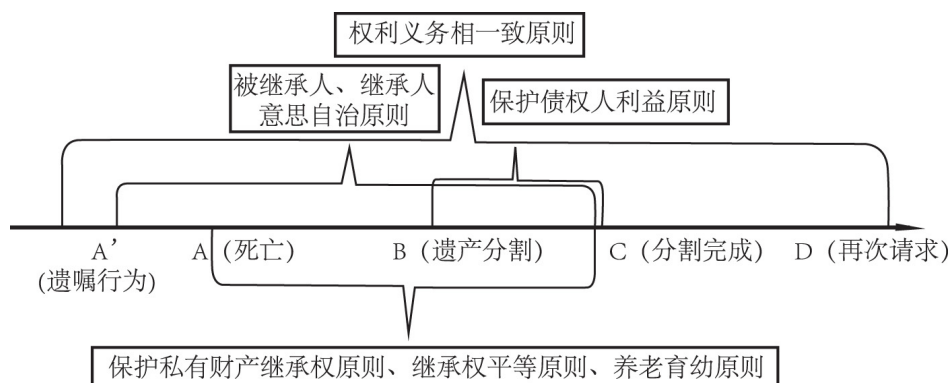 权利义务相一致原则
被继承人、继承人
意思自治原则
保护债权人利益原则
A’
(遗嘱行为)
A (死亡)
B (遗产分割)
C (分割完成)
D (再次请求)
保护私有财产继承权原则、继承权平等原则、养老育幼原则